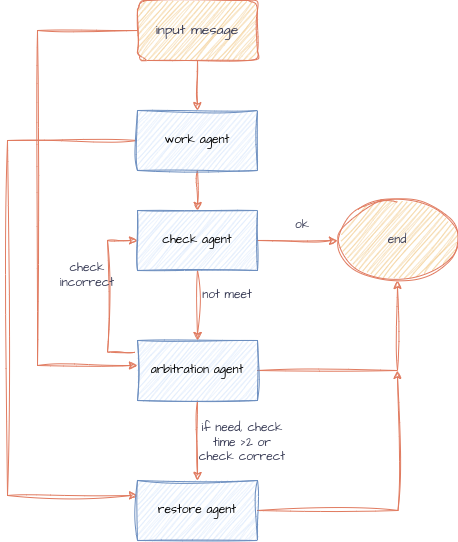 input mesage
work agent
check agent
ok
end
check
incorrect
not meet
arbitration agent
if need, check
time >2 or
check correct
restore agent